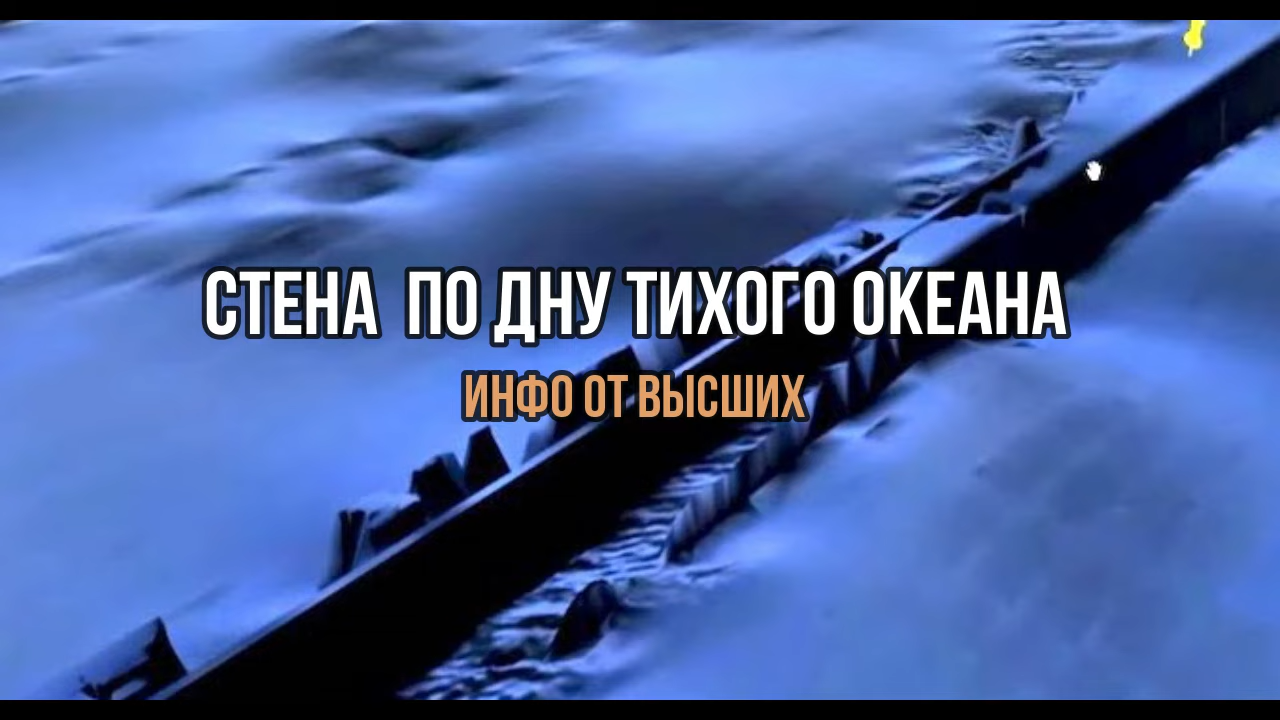 СТЕНА ПО ДНУ ТИХОГО ОКЕАНА
ИНФО ОТ ВЫСШИХ